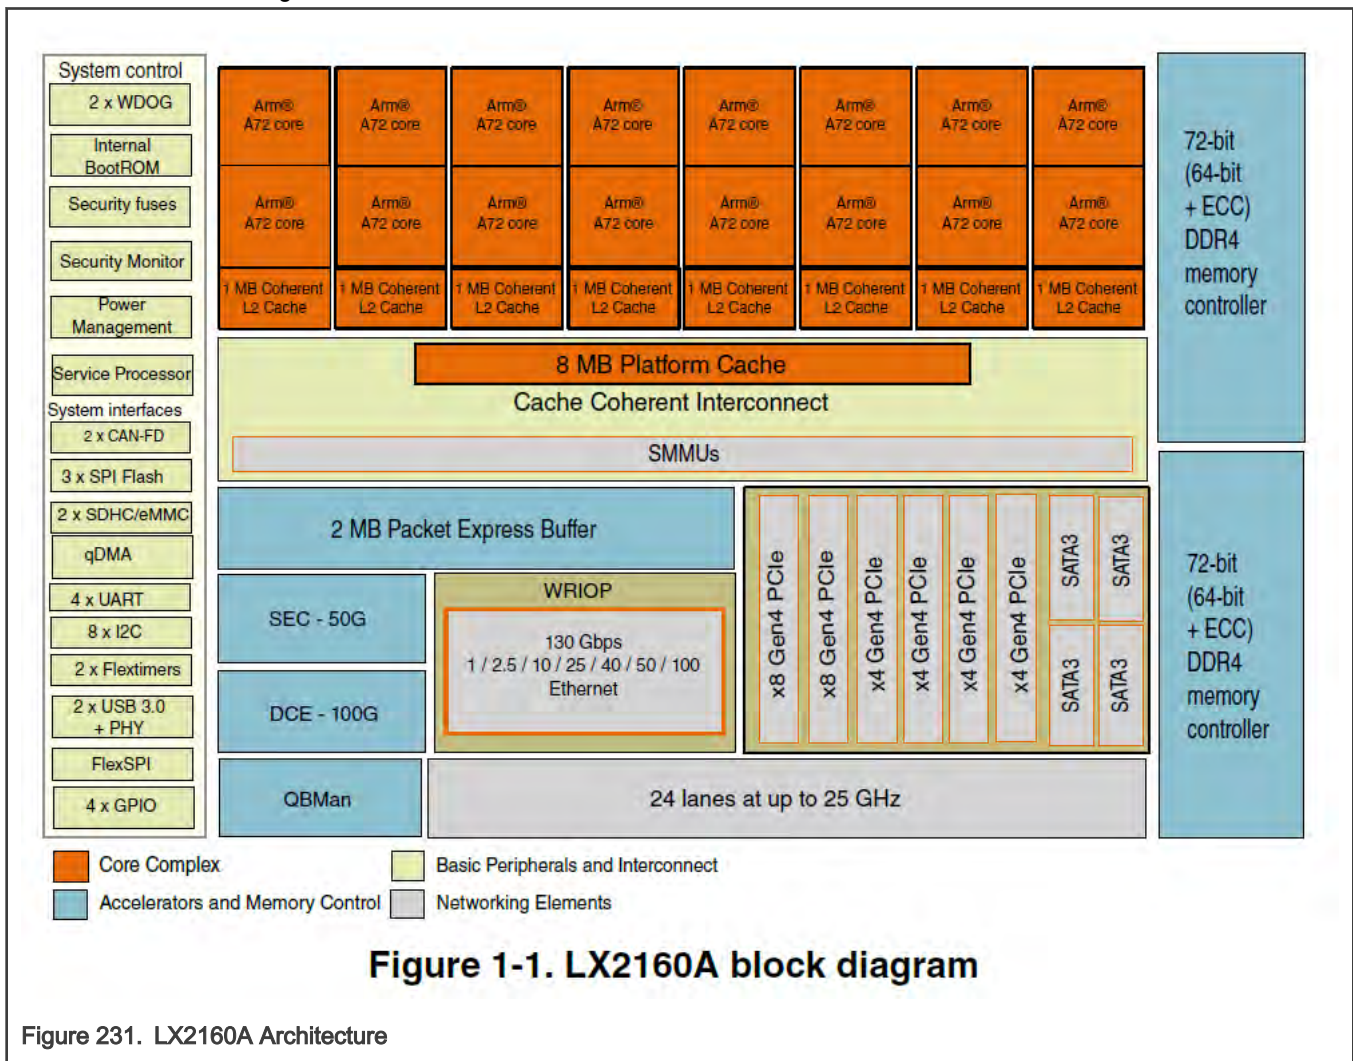 System control
2 x WDOG
Internal
BootROM
Security fuses
Security Monitor
Power
Management
Service Processor
System interfaces
2 x CAN-FD
3 x SPI Flash
2 x SDHC/eMMC
qDMA
4 x UART
8 x I2C
2 x Flextimers
2 x USB 3.0
+ PHY
FlexSPI
4 x GPIO
Arm® Arm® Arm® Arm® Arm® Arm® Arm® Arm®
A72 core A72 core A72 core A72 core A72 core A72 core A72 core A72 core
Arm® Arm® Arm® Arm® Arm® Arm® Arm® Arm®
A72 core A72 core A72 core A72 core A72 core A72 core A72 core A72 core
1 MB Coherent 1 MB Coherent 1 MB Coherent 1 MB Coherent 1 MB Coherent 1 MB Coherent 1 MB Coherent 1 MB Coherent
L2 Cache L2 Cache L2 Cache L2 Cache L2 Cache L2 Cache L2 Cache L2 Cache
8 MB Platform Cache
Cache Coherent Interconnect
SMMUs
2 MB Packet Express Buffer
SEC - 50G
DCE - 100G
QBMan
WRIOP
130 Gbps
1 / 2.5 / 10 / 25 / 40 / 50 / 100
Ethernet
x8 Gen4 PCIe
x8 Gen4 PCIe
x4 Gen4 PCIe
x4 Gen4 PCIe
x4 Gen4 PCIe
x4 Gen4 PCIe
SATA3
SATA3
SATA3
SATA3
24 lanes at up to 25 GHz
72-bit
(64-bit
+ ECC)
DDR4
memory
controller
72-bit
(64-bit
+ ECC)
DDR4
memory
controller
Core Complex
Basic Peripherals and Interconnect
Accelerators and Memory Control
Networking Elements
Figure 1-1. LX2160A block diagram
Figure 231. LX2160A Architecture